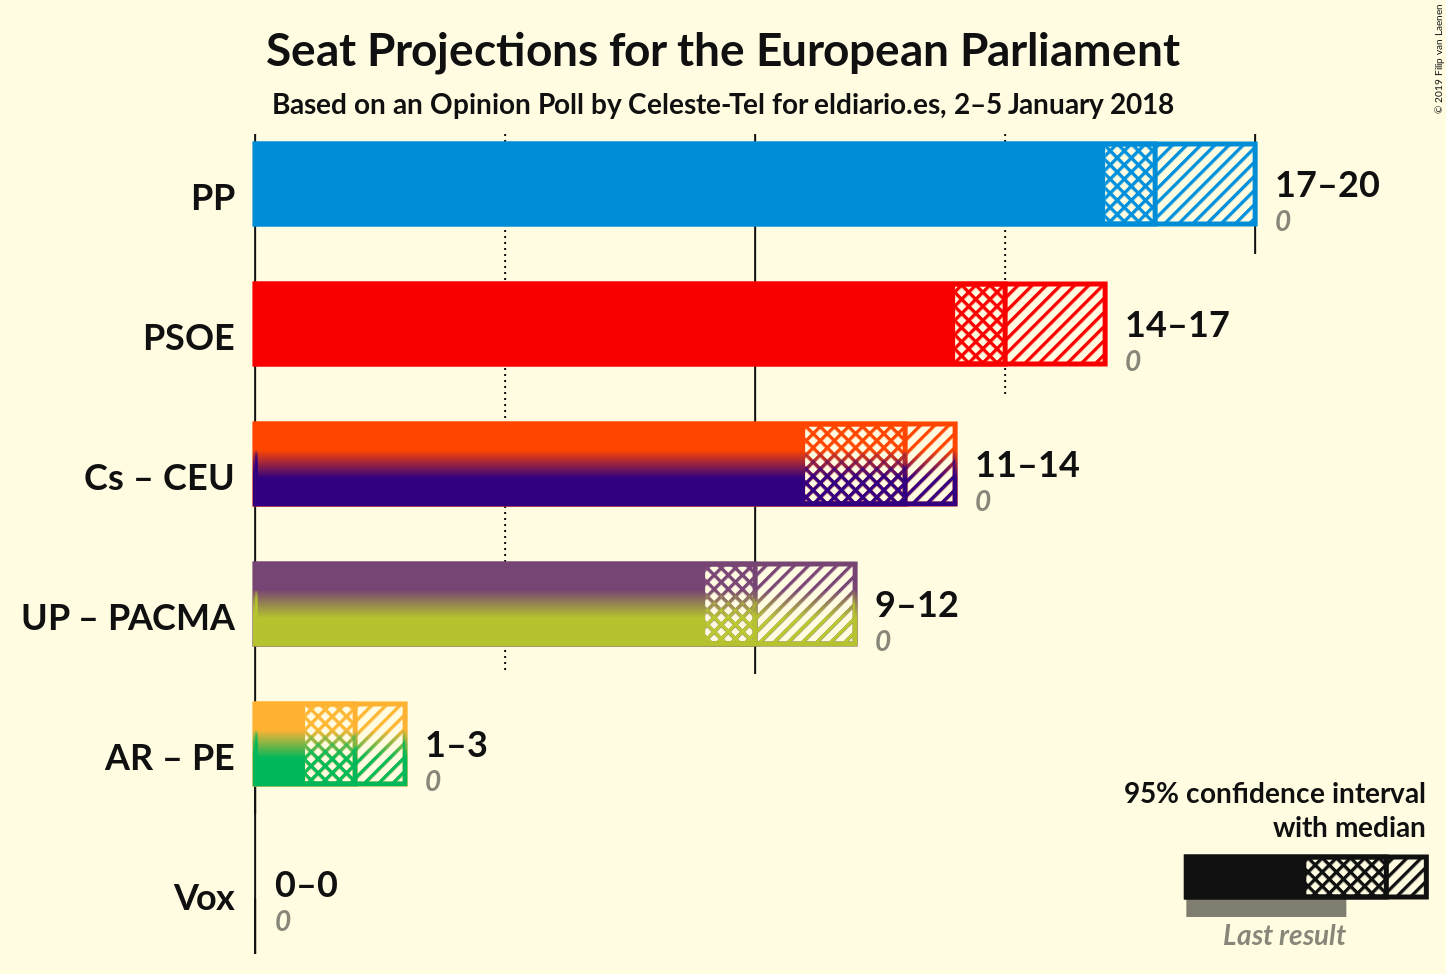 Seat Projections for the European Parliament
Based on an Opinion Poll by Celeste-Tel for eldiario.es, 2–5 January 2018
© 2019 Filip van Laenen
PP
17–20
0
PSOE
14–17
0
Cs – CEU
11–14
0
UP – PACMA
9–12
0
AR – PE
1–3
0
Vox
0–0
0
95% confidence interval
with median
Last result